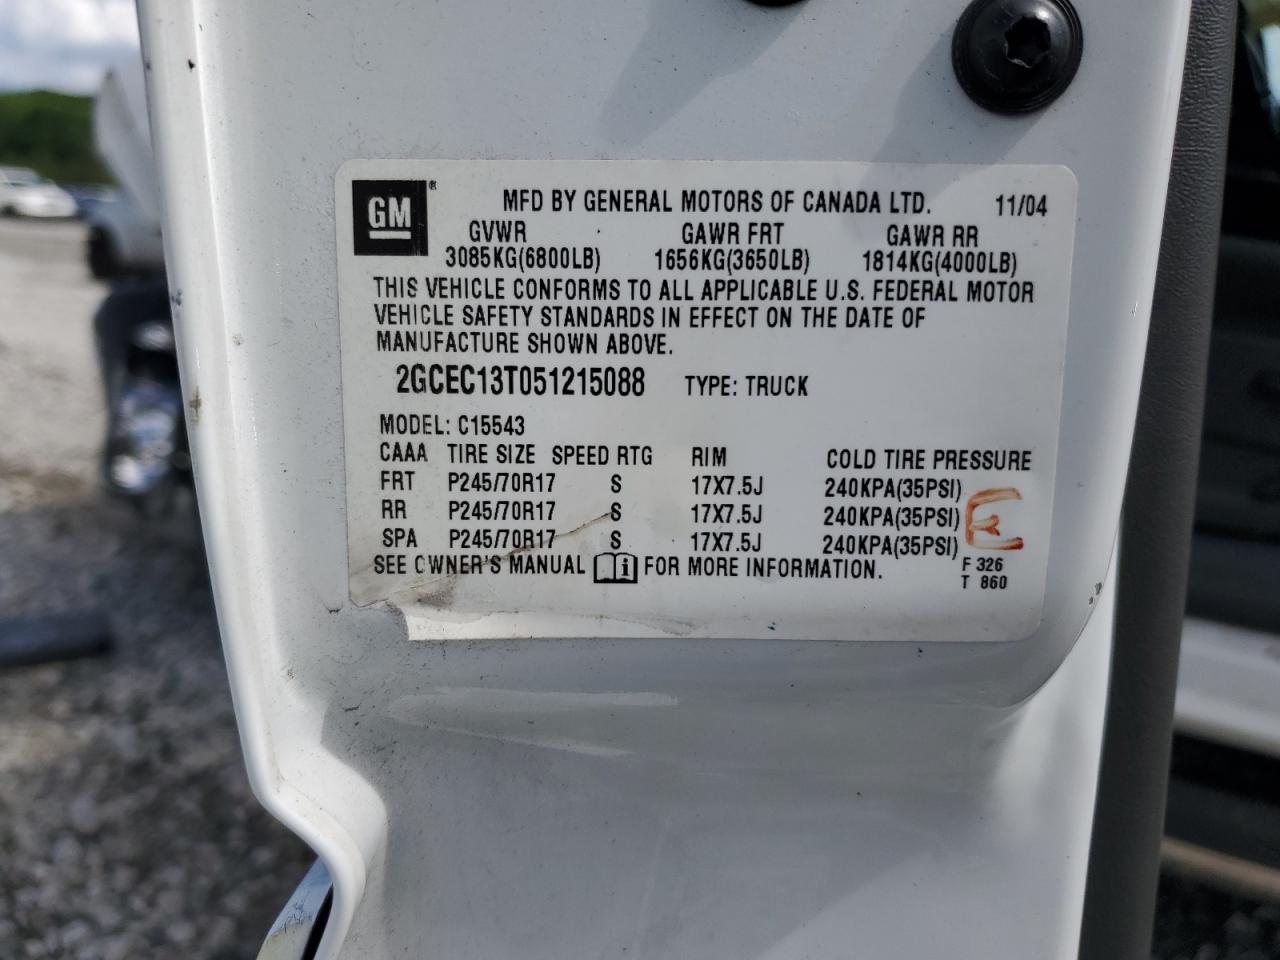 GM®
MFD BY GENERAL MOTORS OF CANADA LTD. 11/04
GVWR GAWR FRT GAWR RR
3085KG(6800LB) 1656KG(3650LB) 1814KG(4000LB)
THIS VEHICLE CONFORMS TO ALL APPLICABLE U.S. FEDERAL MOTOR
VEHICLE SAFETY STANDARDS IN EFFECT ON THE DATE OF
MANUFACTURE SHOWN ABOVE.
2GCEC13T051215088 TYPE: TRUCK
MODEL: C15543
CAAA TIRE SIZE SPEED RTG RIM COLD TIRE PRESSURE
FRT P245/70R17 S 17X7.5J 240KPA(35PSI)
RR P245/70R17 S 17X7.5J 240KPA(35PSI)
SPA P245/70R17 S 17X7.5J 240KPA(35PSI)
E
SEE OWNER'S MANUAL i FOR MORE INFORMATION.
F 326
T 860